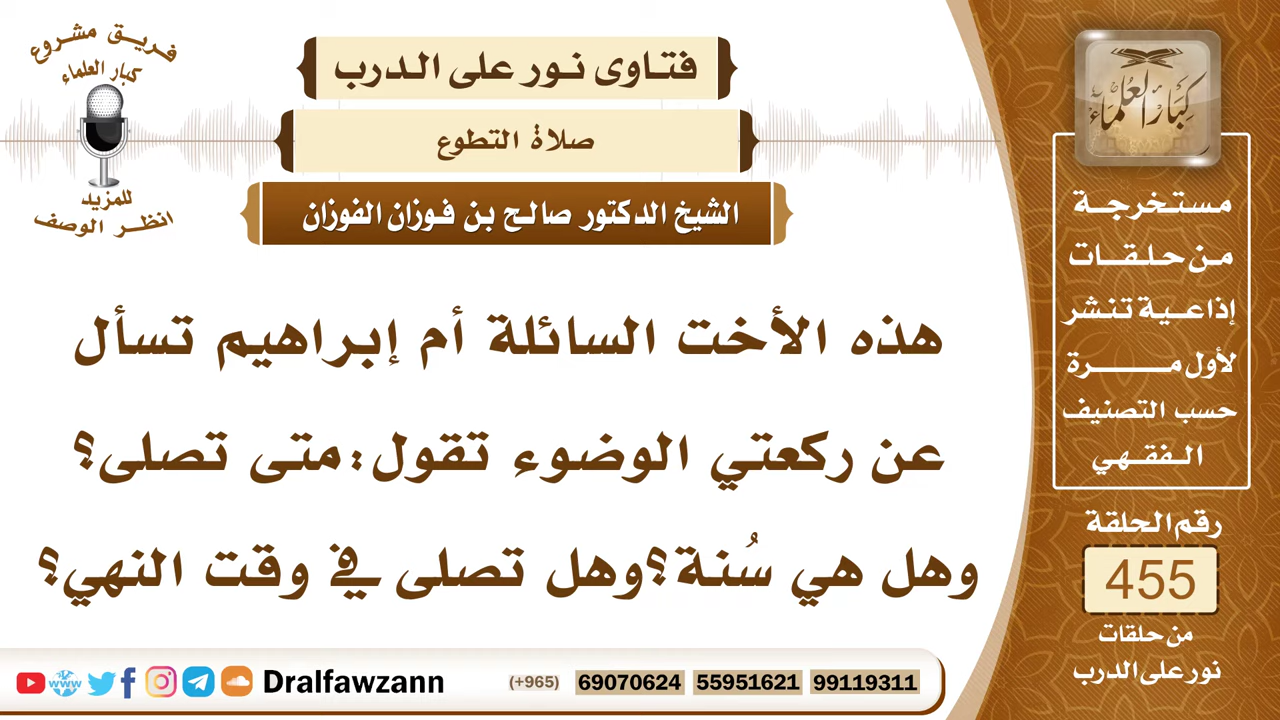 فريق مشروع
كبار العلماء
للمزيد
انظر الوصف
فتاوى نور على الدرب
صلاة التطوع
الشيخ الدكتور صالح بن فوزان الفوزان
هذه الأخت السائلة أم إبراهيم تسأل
عن ركعتي الوضوء تقول: متى تصلى؟
وهل هي سُنة؟ وهل تصلى في وقت النهي؟
كبار العلماء
مستخرجة
من حلقات
إذاعية تنشر
لأول مرة
حسب التصنيف
الفقهي
رقم الحلقة
455
من حلقات
نور على الدرب
www
Dralfawzann (+965) 69070624 55951621 99119311